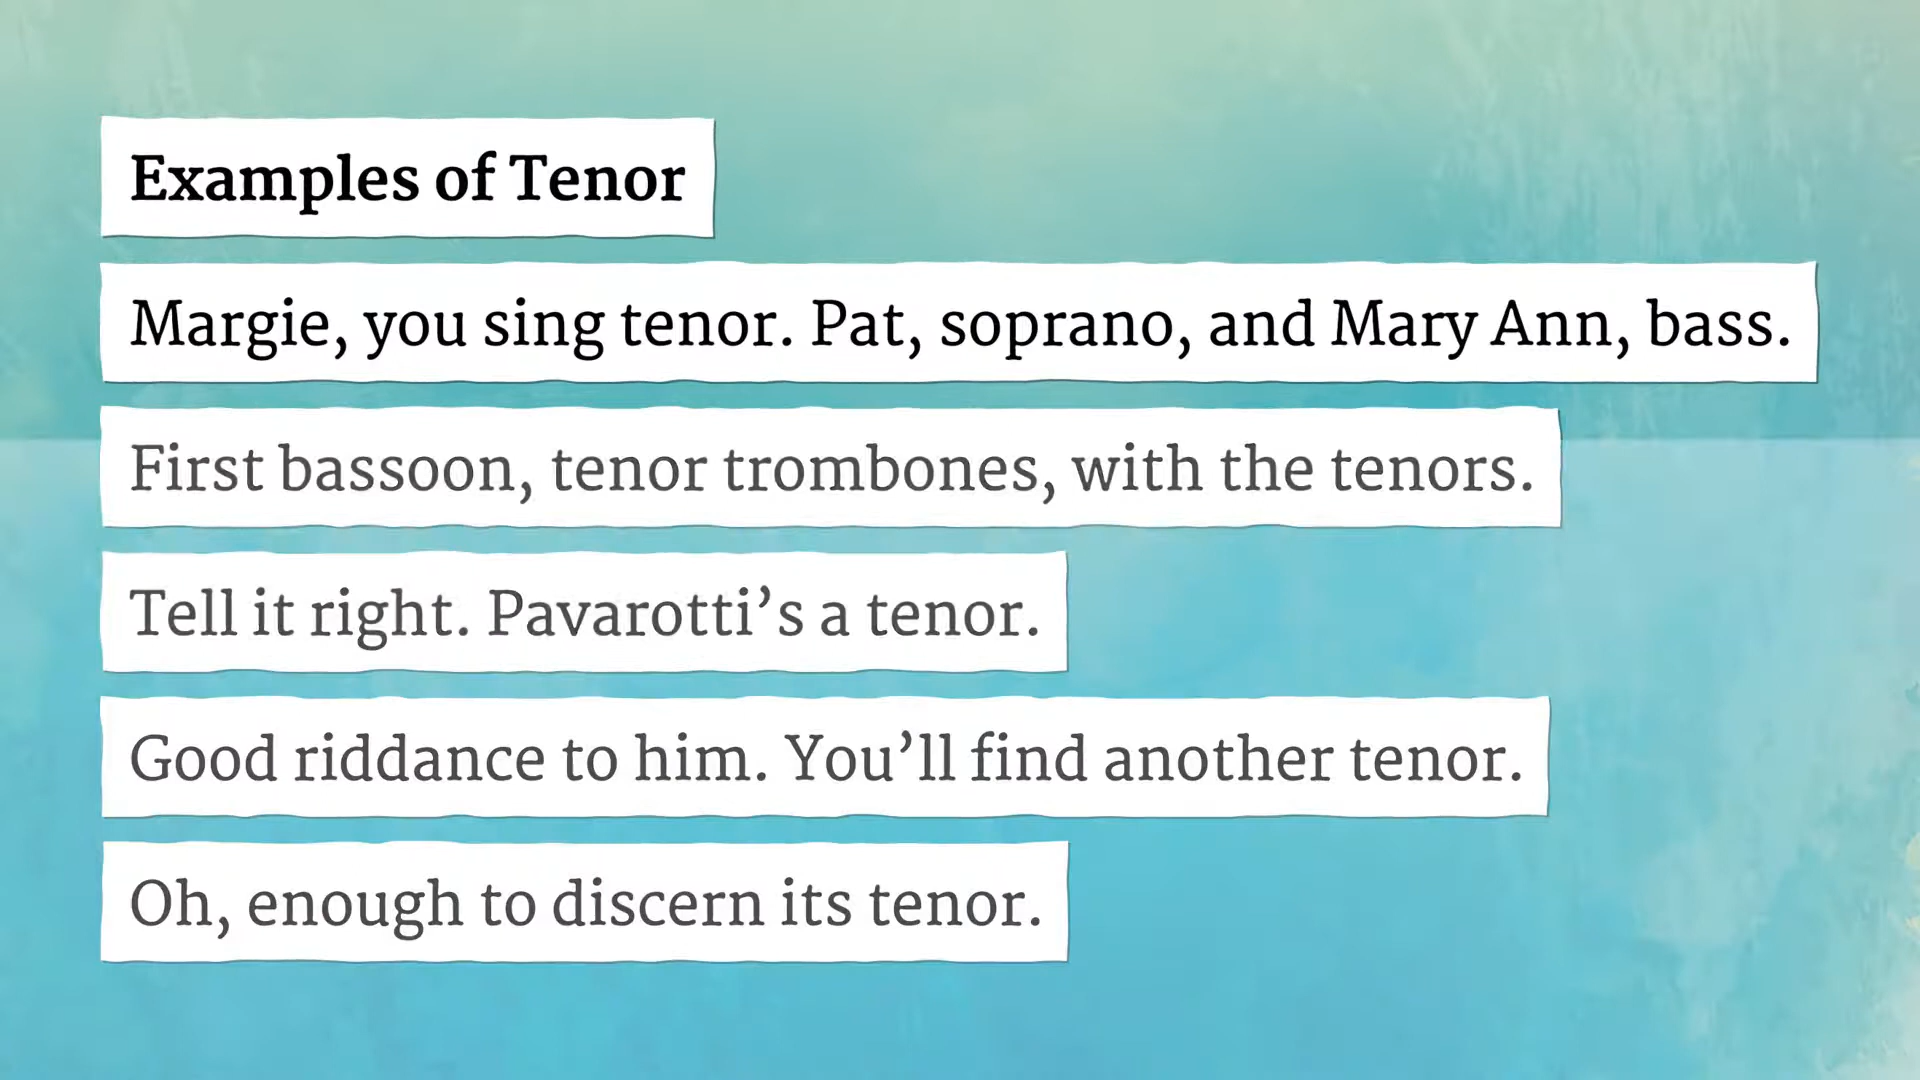 Examples of Tenor
Margie, you sing tenor. Pat, soprano, and Mary Ann, bass.
First bassoon, tenor trombones, with the tenors.
Tell it right. Pavarotti’s a tenor.
Good riddance to him. You’ll find another tenor.
Oh, enough to discern its tenor.